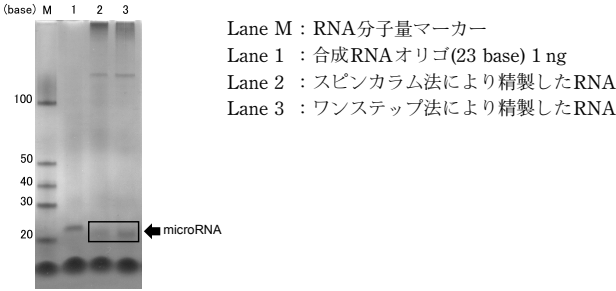 (base) M 1 2 3
100
50
40
30
20
microRNA
Lane M : RNA分子量マーカー
Lane 1 : 合成RNAオリゴ(23 base) 1 ng
Lane 2 : スピンカラム法により精製したRNA
Lane 3 : ワンステップ法により精製したRNA